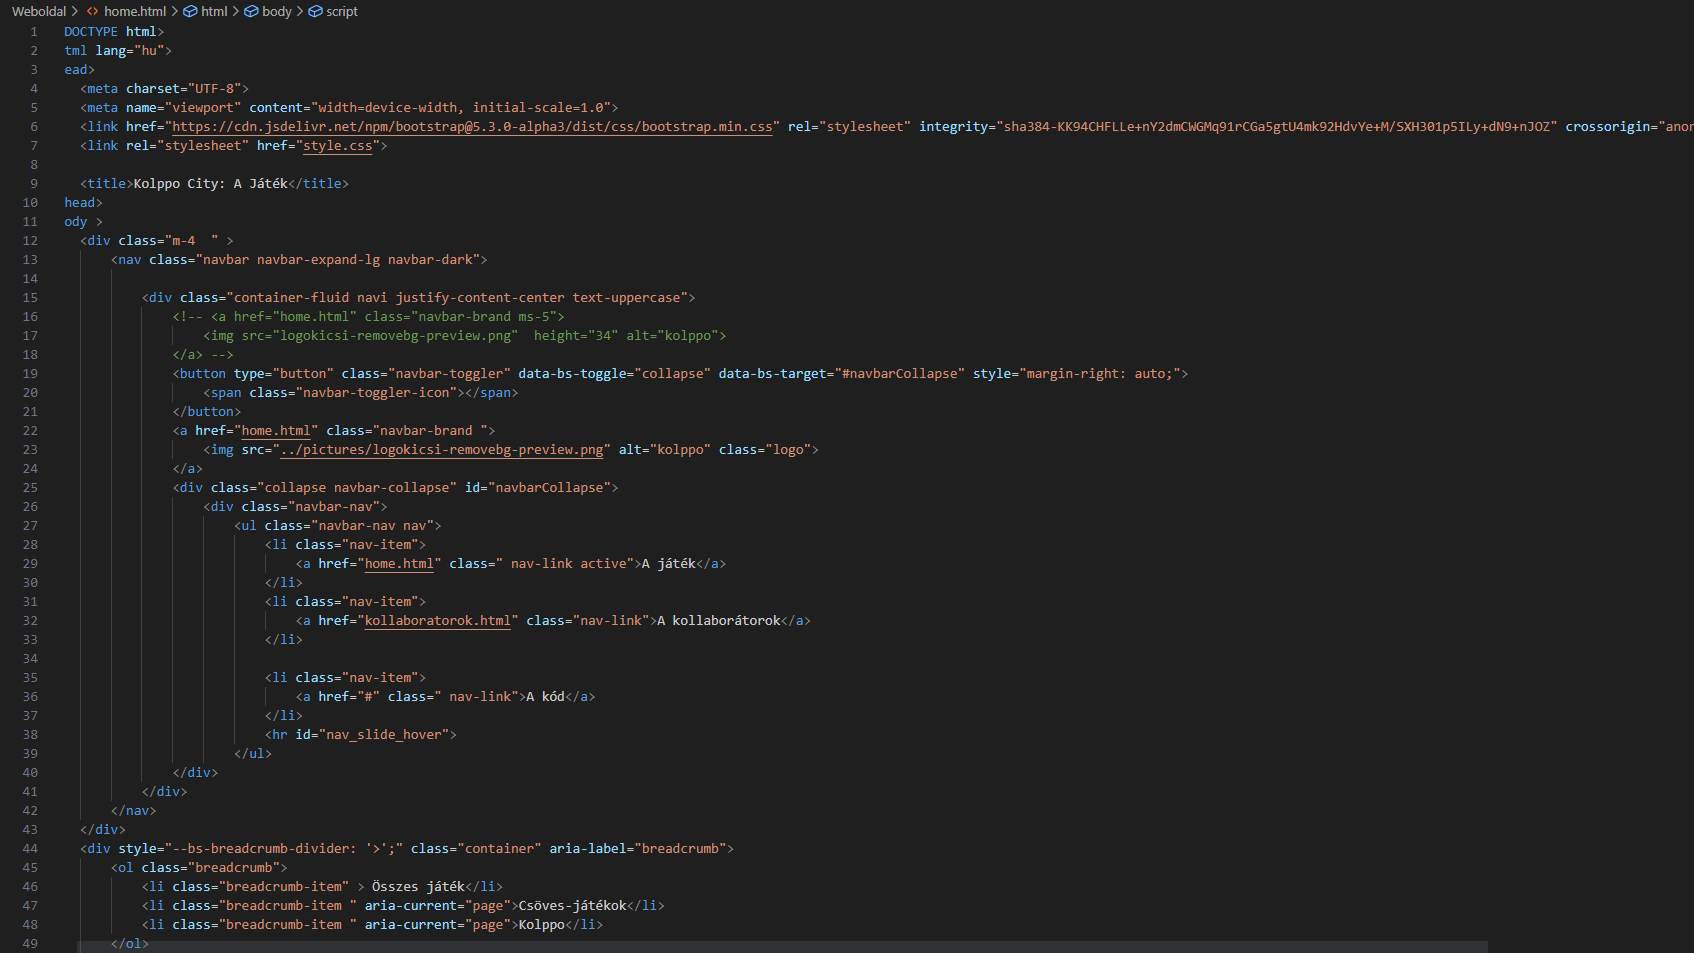 Weboldal > <> home.html > html > body > script
1 DOCTYPE html>
2 tml lang="hu">
3 ead>
4 <meta charset="UTF-8">
5 <meta name="viewport" content="width=device-width, initial-scale=1.0">
6 <link href="https://cdn.jsdelivr.net/npm/bootstrap@5.3.0-alpha3/dist/css/bootstrap.min.css" rel="stylesheet" integrity="sha384-KK94CHFLLe+nY2dmCWGMq91rCGa5gtU4mk92HdvYe+M/SXH301p5ILy+dN9+nJOZ" crossorigin="anor
7 <link rel="stylesheet" href="style.css">
8
9 <title>Kolppo City: A Játék</title>
10 head>
11 ody >
12 <div class="m-4  " >
13 <nav class="navbar navbar-expand-lg navbar-dark">
14
15 <div class="container-fluid navi justify-content-center text-uppercase">
16 <!-- <a href="home.html" class="navbar-brand ms-5">
17 <img src="logokicsi-removebg-preview.png"  height="34" alt="kolppo">
18 </a> -->
19 <button type="button" class="navbar-toggler" data-bs-toggle="collapse" data-bs-target="#navbarCollapse" style="margin-right: auto;">
20 <span class="navbar-toggler-icon"></span>
21 </button>
22 <a href="home.html" class="navbar-brand ">
23 <img src="../pictures/logokicsi-removebg-preview.png" alt="kolppo" class="logo">
24 </a>
25 <div class="collapse navbar-collapse" id="navbarCollapse">
26 <div class="navbar-nav">
27 <ul class="navbar-nav nav">
28 <li class="nav-item">
29 <a href="home.html" class=" nav-link active">A játék</a>
30 </li>
31 <li class="nav-item">
32 <a href="kollaboratorok.html" class="nav-link">A kollaborátorok</a>
33 </li>
34
35 <li class="nav-item">
36 <a href="#" class=" nav-link">A kód</a>
37 </li>
38 <hr id="nav_slide_hover">
39 </ul>
40 </div>
41 </div>
42 </nav>
43 </div>
44 <div style="--bs-breadcrumb-divider: '>';" class="container" aria-label="breadcrumb">
45 <ol class="breadcrumb">
46 <li class="breadcrumb-item" > Összes játék</li>
47 <li class="breadcrumb-item " aria-current="page">Csöves-játékok</li>
48 <li class="breadcrumb-item " aria-current="page">Kolppo</li>
49 </ol>